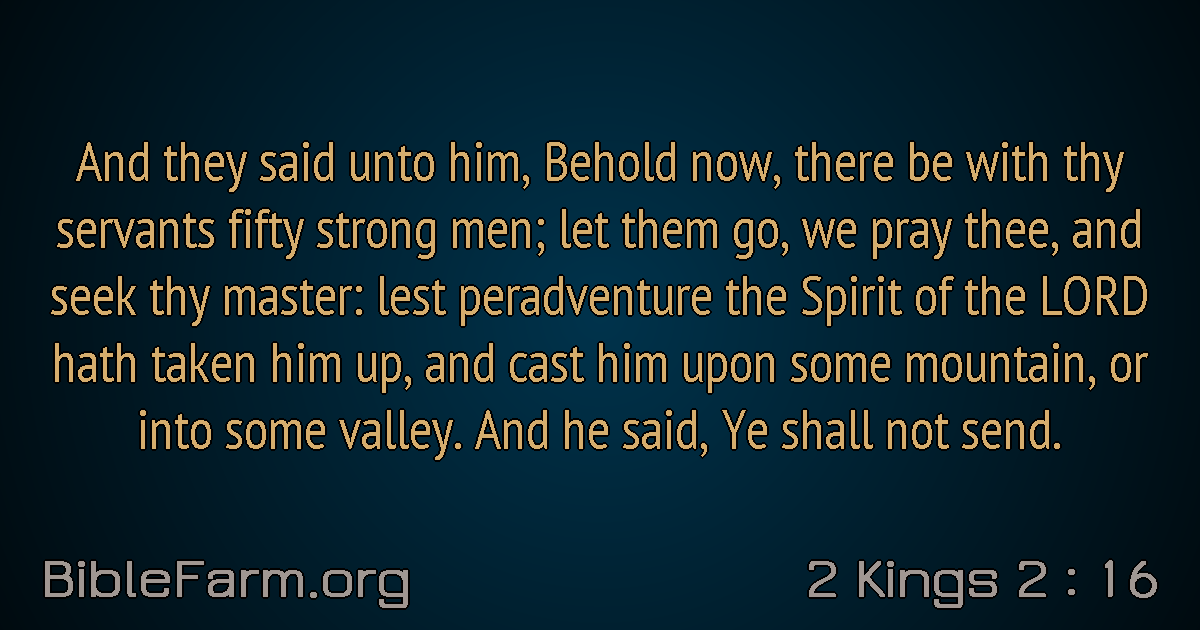 And they said unto him, Behold now, there be with thy
servants fifty strong men; let them go, we pray thee, and
seek thy master: lest peradventure the Spirit of the LORD
hath taken him up, and cast him upon some mountain, or
into some valley. And he said, Ye shall not send.
BibleFarm.org
2 Kings 2 : 16